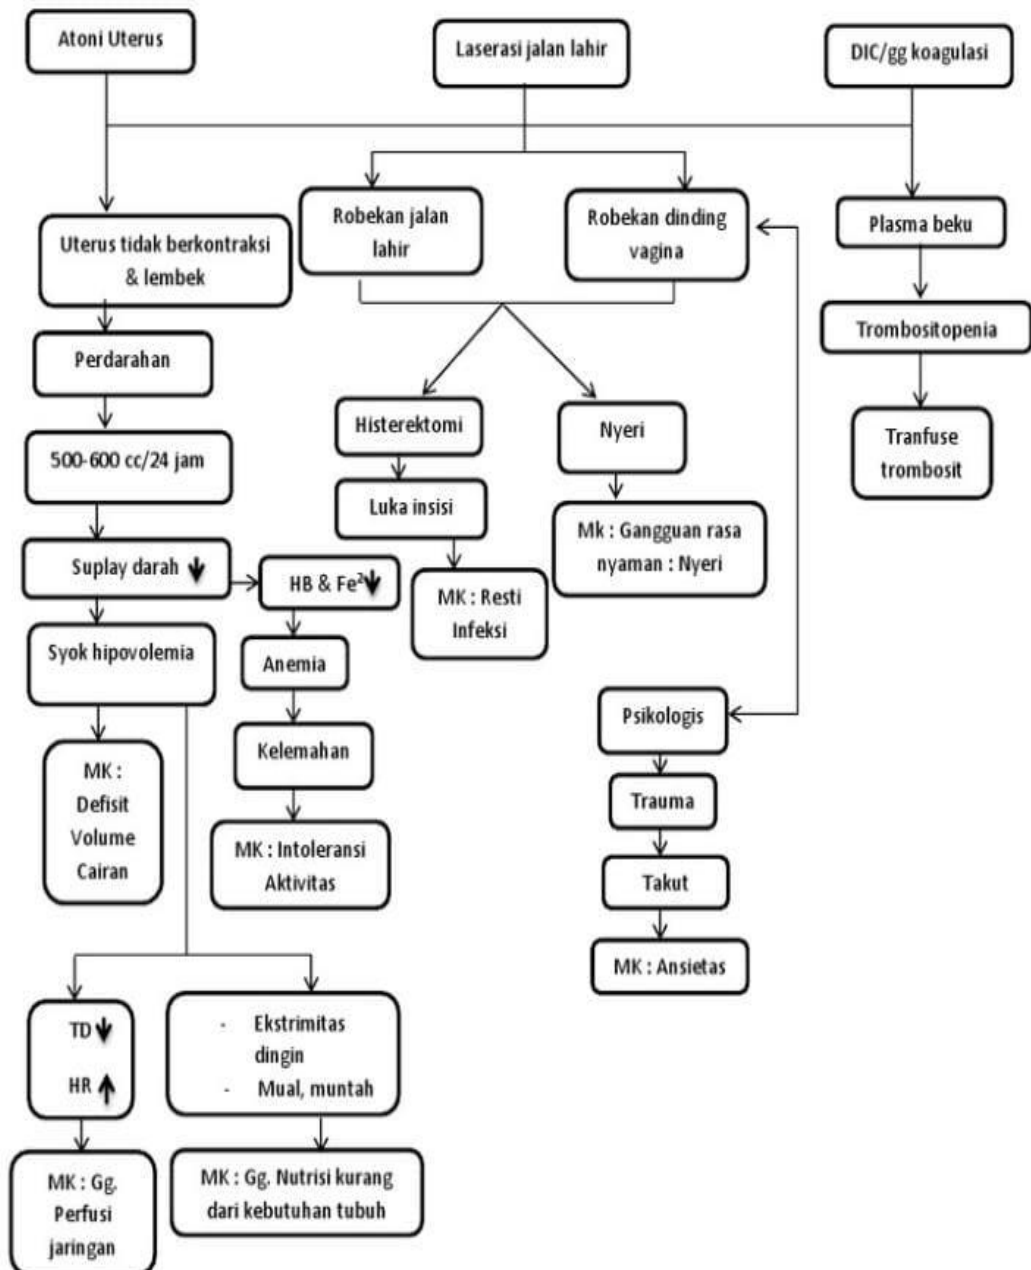 Atoni Uterus
Laserasi jalan lahir
DIC/gg koagulasi
Robekan jalan
lahir
Robekan dinding
vagina
Plasma beku
Uterus tidak berkontraksi
& lembek
Trombositopenia
Perdarahan
Histerektomi
Nyeri
Tranfuse
trombosit
500-600 cc/24 jam
Luka insisi
Mk : Gangguan rasa
nyaman : Nyeri
Suplay darah ↓
HB & Fe² ↓
MK : Resti
Infeksi
Syok hipovolemia
Anemia
Psikologis
Kelemahan
MK :
Defisit
Volume
Cairan
Trauma
MK : Intoleransi
Aktivitas
Takut
MK : Ansietas
TD ↓
HR ↑
- Ekstrimitas
dingin
- Mual, muntah
MK : Gg.
Perfusi
jaringan
MK : Gg. Nutrisi kurang
dari kebutuhan tubuh